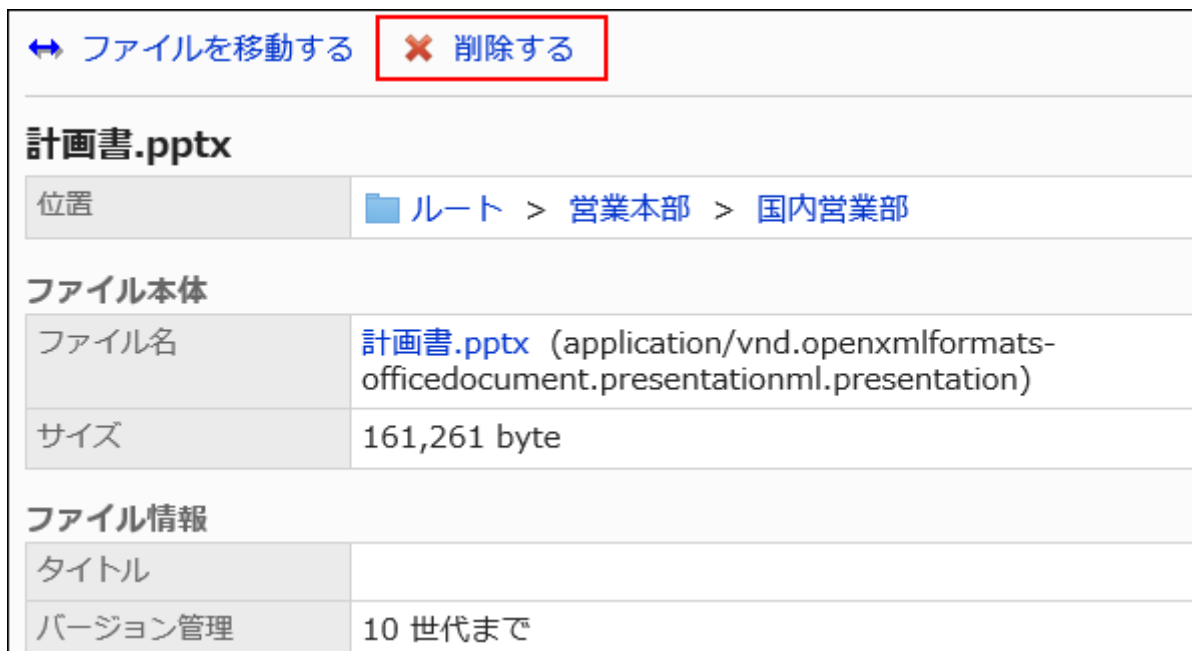 ファイルを移動する 削除する
計画書.pptx
位置 ルート > 営業本部 > 国内営業部
ファイル本体
ファイル名 計画書.pptx (application/vnd.openxmlformats-
officedocument.presentationml.presentation)
サイズ 161,261 byte
ファイル情報
タイトル
バージョン管理 10 世代まで